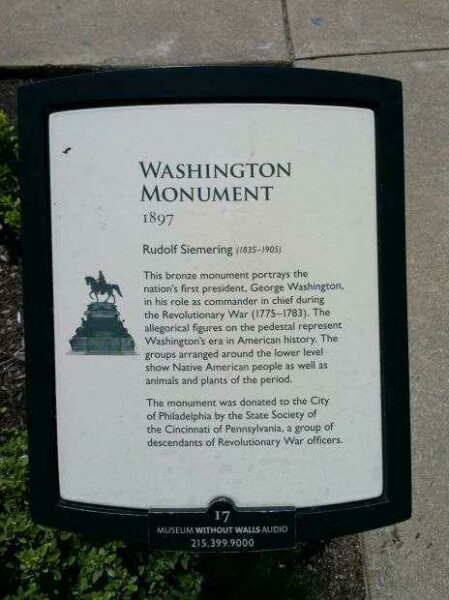 WASHINGTON
MONUMENT
1897
Rudolf Siemering (1835–1905)
This bronze monument portrays the
nation's first president, George Washington,
in his role as commander in chief during
the Revolutionary War (1775–1783). The
allegorical figures on the pedestal represent
Washington's era in American history. The
groups arranged around the lower level
show Native American people as well as
animals and plants of the period.
The monument was donated to the City
of Philadelphia by the State Society of
the Cincinnati of Pennsylvania, a group of
descendants of Revolutionary War officers.
17
MUSEUM WITHOUT WALLS AUDIO
215.399.9000